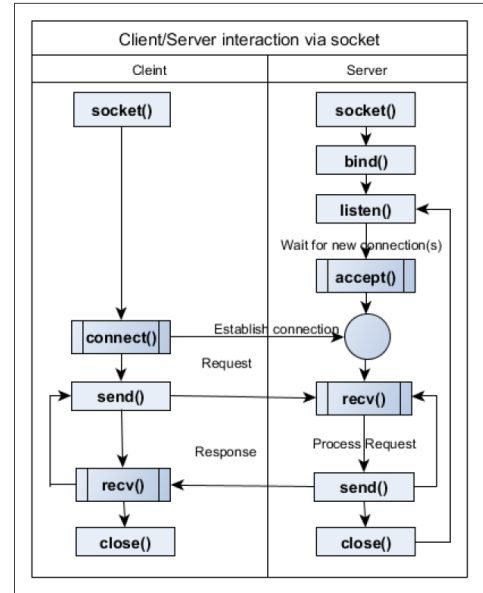 Client/Server interaction via socket
Cleint
Server
socket()
socket()
bind()
listen()
Wait for new connection(s)
accept()
connect()
Establish connection
Request
send()
recv()
Response
Process Request
recv()
send()
close()
close()